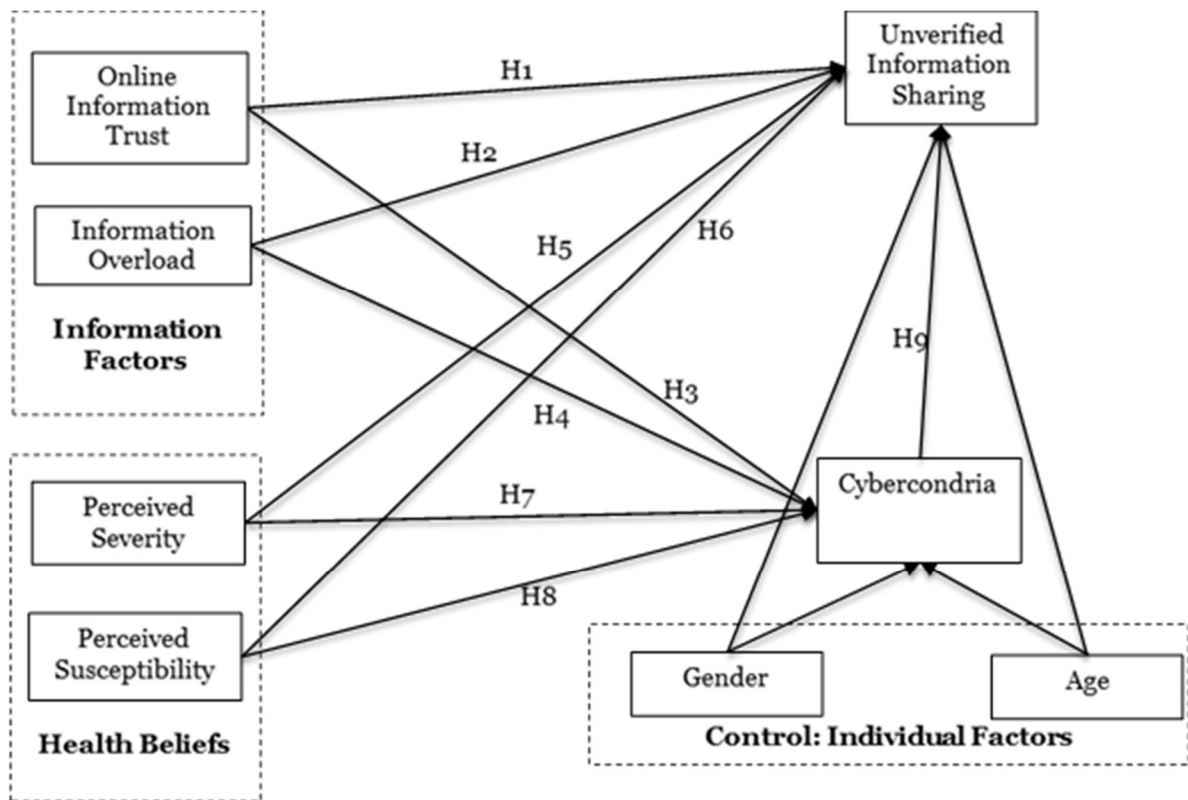 Online
Information
Trust
Information
Overload
Information
Factors
Perceived
Severity
Perceived
Susceptibility
Health Beliefs
H1
H2
H5
H6
H3
H4
H7
H8
H9
Unverified
Information
Sharing
Cybercondria
Gender
Age
Control: Individual Factors